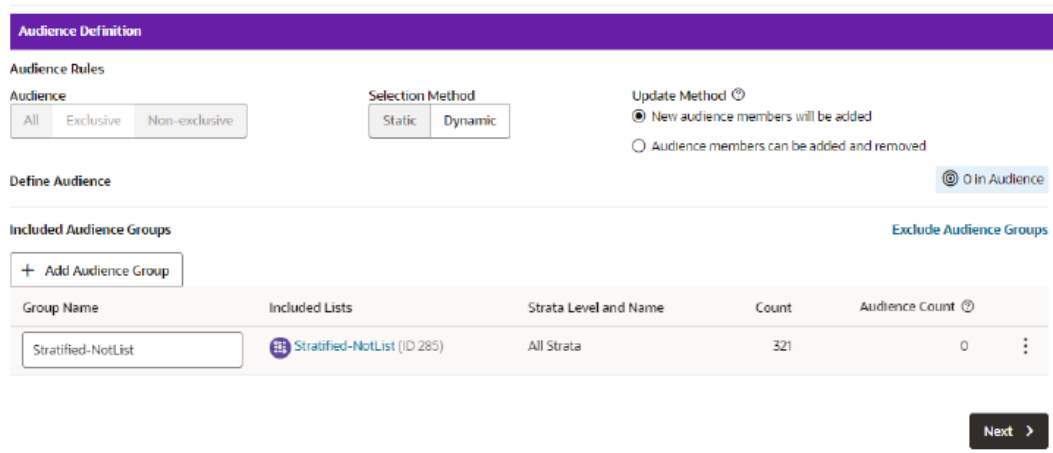 Audience Definition
Audience Rules
Audience
All Exclusive Non-exclusive
Selection Method
Static Dynamic
Update Method
New audience members will be added
Audience members can be added and removed
Define Audience
0 in Audience
Included Audience Groups
Exclude Audience Groups
+ Add Audience Group
Group Name Included Lists Strata Level and Name Count Audience Count
Stratified-NotList Stratified-NotList (ID 285) All Strata 321 0
Next >